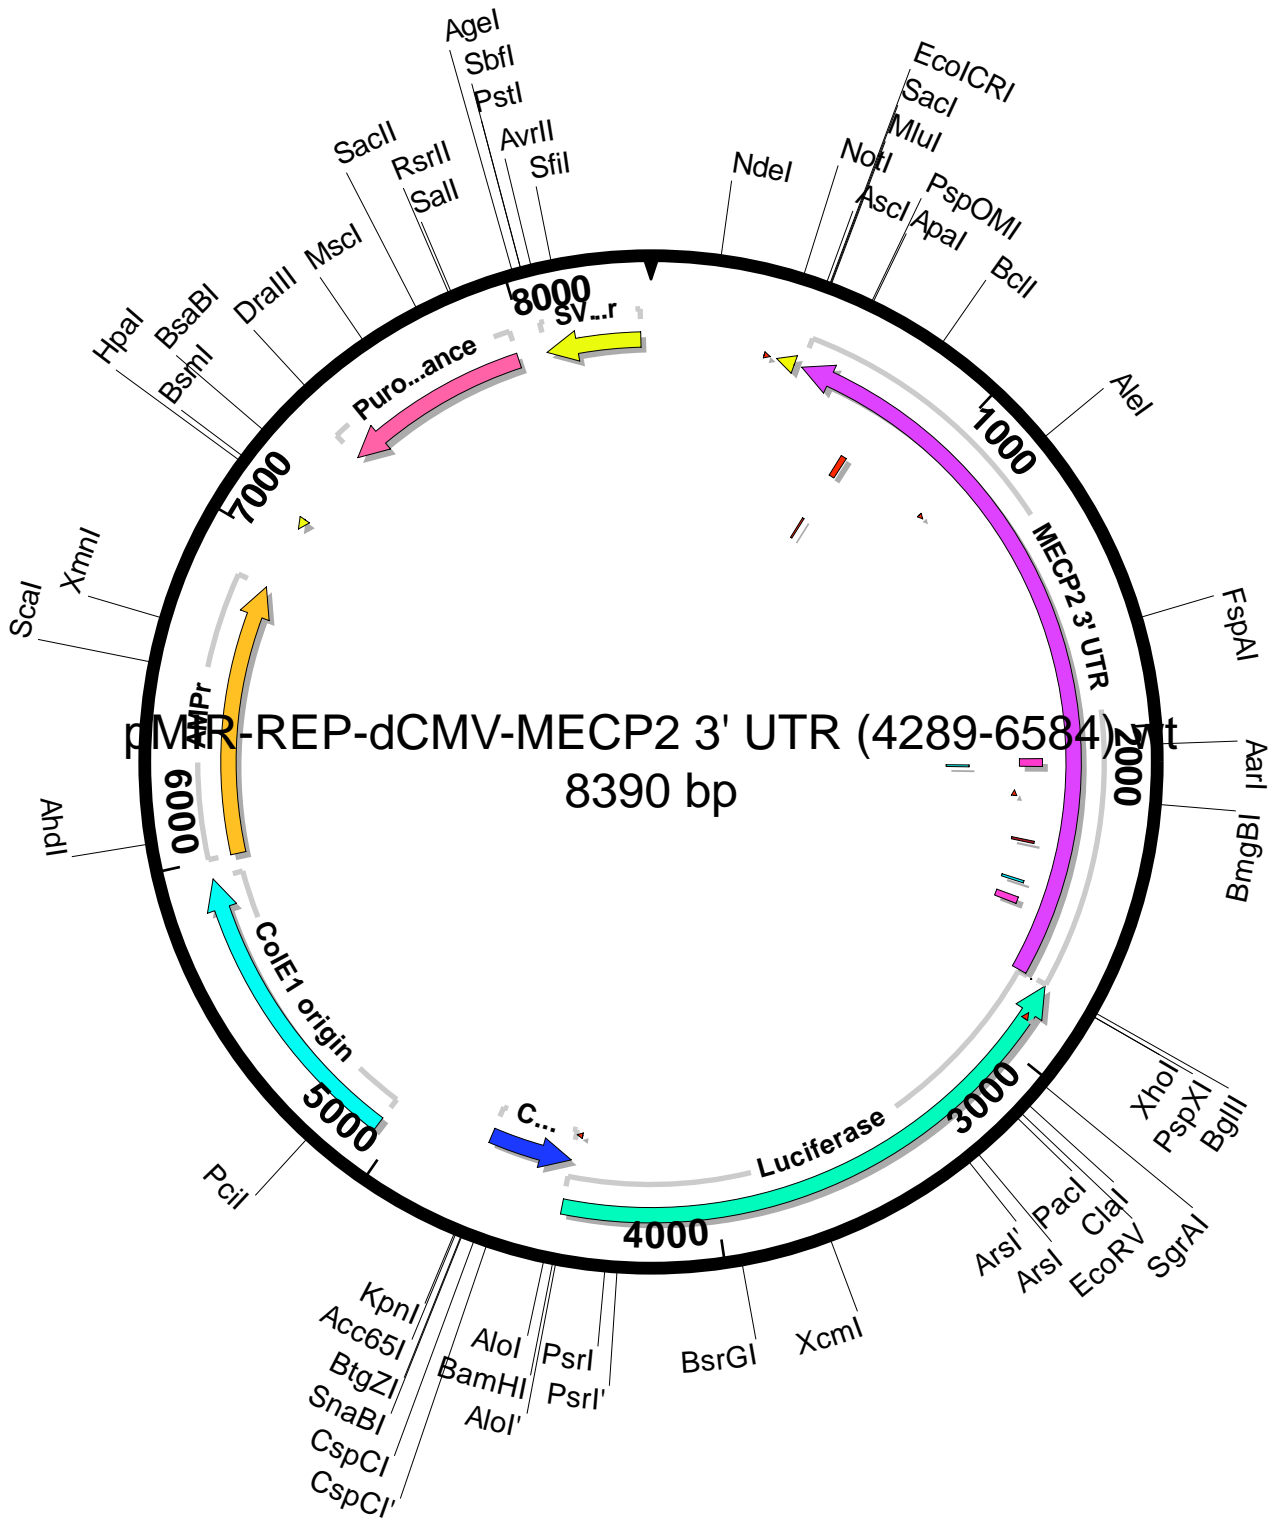 AgeI
SbfI
PstI
AvrII
SfiI
NdeI
EcoICRI
SacI
MluI
NotI
AscI
PspOMI
ApaI
BclI
AleI
FspAI
AarI
BmgBI
XhoI
PspXI
BglII
SgrAI
EcoRV
ClaI
PacI
ArsI
ArsI'
XcmI
BsrGI
PsrI'
PsrI
AloI'
BamHI
AloI
CspCI'
CspCI
SnaBI
BtgZI
Acc65I
KpnI
PciI
AhdI
ScaI
XmnI
HpaI
BsmI
BsaBI
DraIII
MscI
SacII
RsrII
SalI
8000
SV...r
1000
MECP2 3' UTR
2000
3000
Luciferase
4000
C...
5000
ColE1 origin
6000
AMPr
7000
Puro...ance
pMIR-REP-dCMV-MECP2 3' UTR (4289-6584) wt
8390 bp